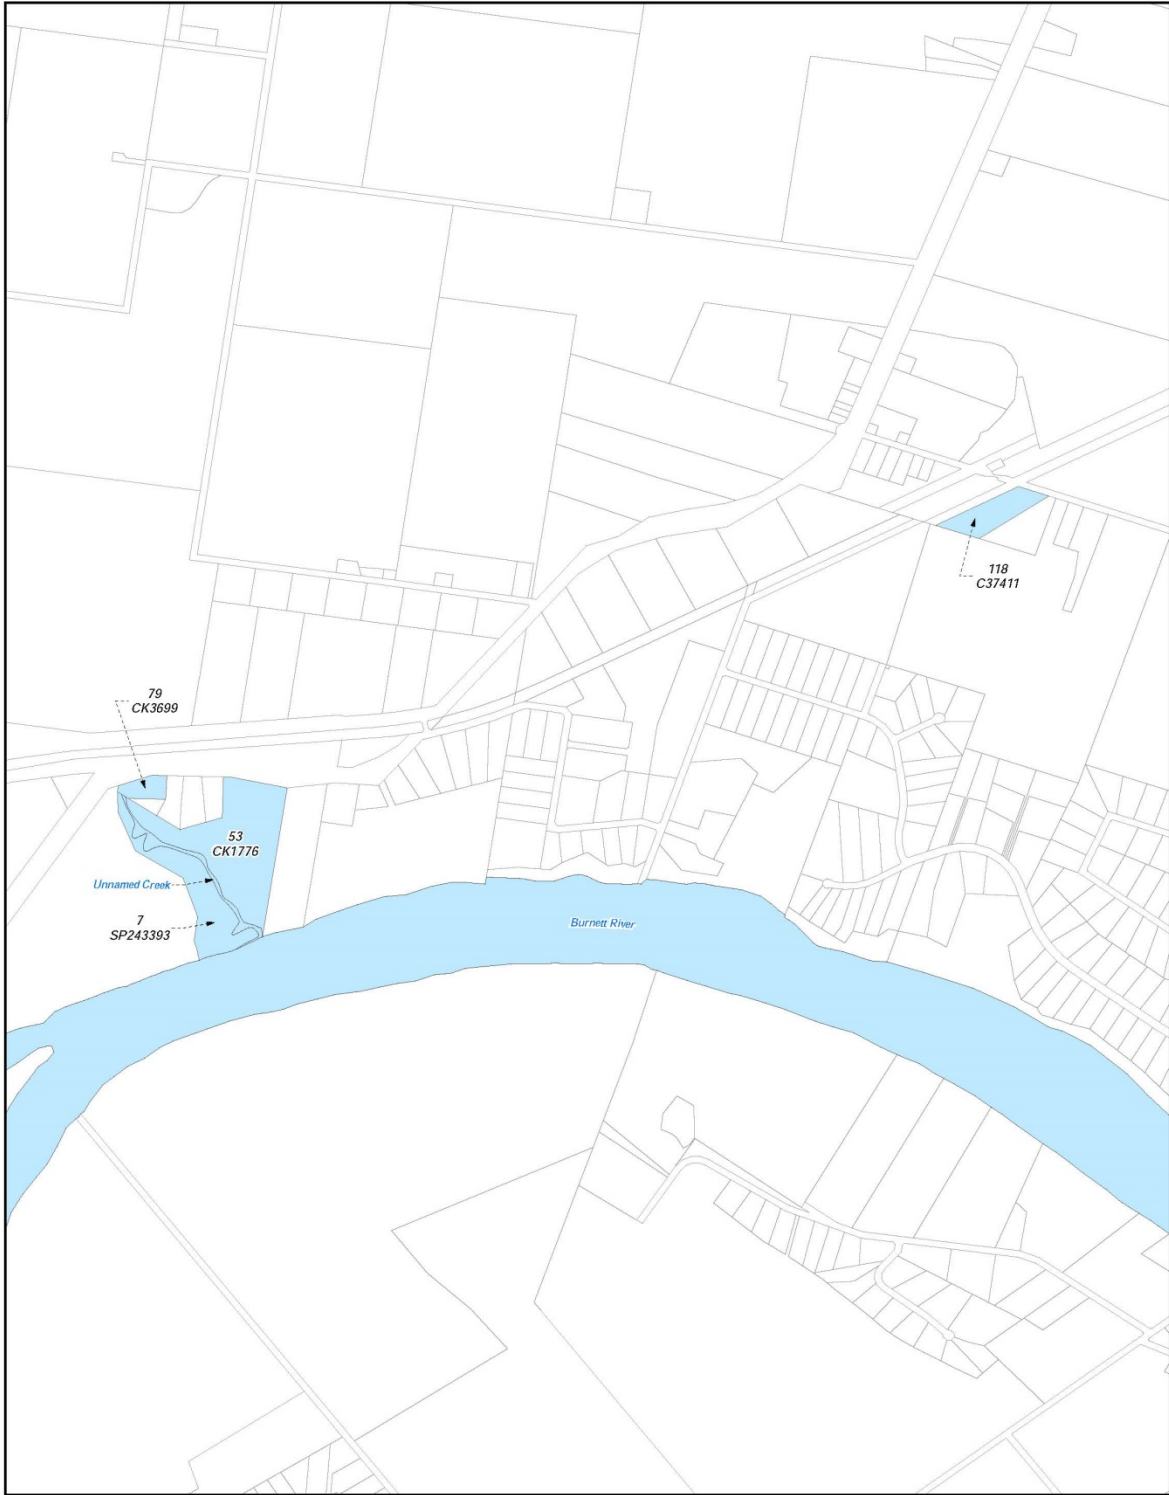 118
C37411
79
CK3699
53
CK1776
Unnamed Creek
7
SP243393
Burnett River